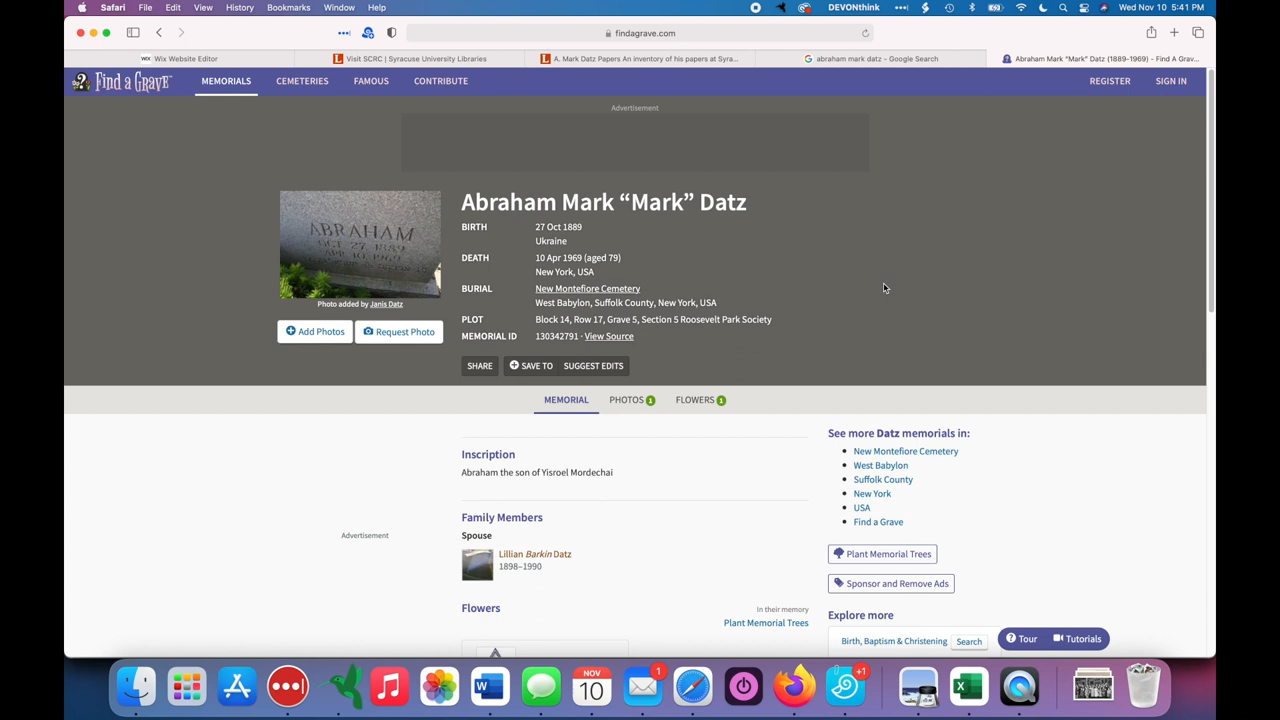 Safari File Edit View History Bookmarks Window Help DEVONthink Wed Nov 10 5:41 PM
findagrave.com
Wix Website Editor
Visit SCRC | Syracuse University Libraries
A. Mark Datz Papers An inventory of his papers at Syra...
abraham mark datz - Google Search
Abraham Mark "Mark" Datz (1889-1969) - Find A Grav...
Find a Grave MEMORIALS CEMETERIES FAMOUS CONTRIBUTE REGISTER SIGN IN
Advertisement
ABRAHAM
OCT 27, 1889
APR 10, 1969
Photo added by Janis Datz
Add Photos Request Photo
Abraham Mark “Mark” Datz
BIRTH 27 Oct 1889
Ukraine
DEATH 10 Apr 1969 (aged 79)
New York, USA
BURIAL New Montefiore Cemetery
West Babylon, Suffolk County, New York, USA
PLOT Block 14, Row 17, Grave 5, Section 5 Roosevelt Park Society
MEMORIAL ID 130342791 · View Source
SHARE SAVE TO SUGGEST EDITS
MEMORIAL PHOTOS 1 FLOWERS 1
Inscription
Abraham the son of Yisroel Mordechai
Advertisement
Family Members
Spouse
Lillian Barkin Datz
1898–1990
Flowers
In their memory
Plant Memorial Trees
See more Datz memorials in:
New Montefiore Cemetery
West Babylon
Suffolk County
New York
USA
Find a Grave
Plant Memorial Trees
Sponsor and Remove Ads
Explore more
Birth, Baptism & Christening Search
Tour Tutorials
NOV
10
1
+1